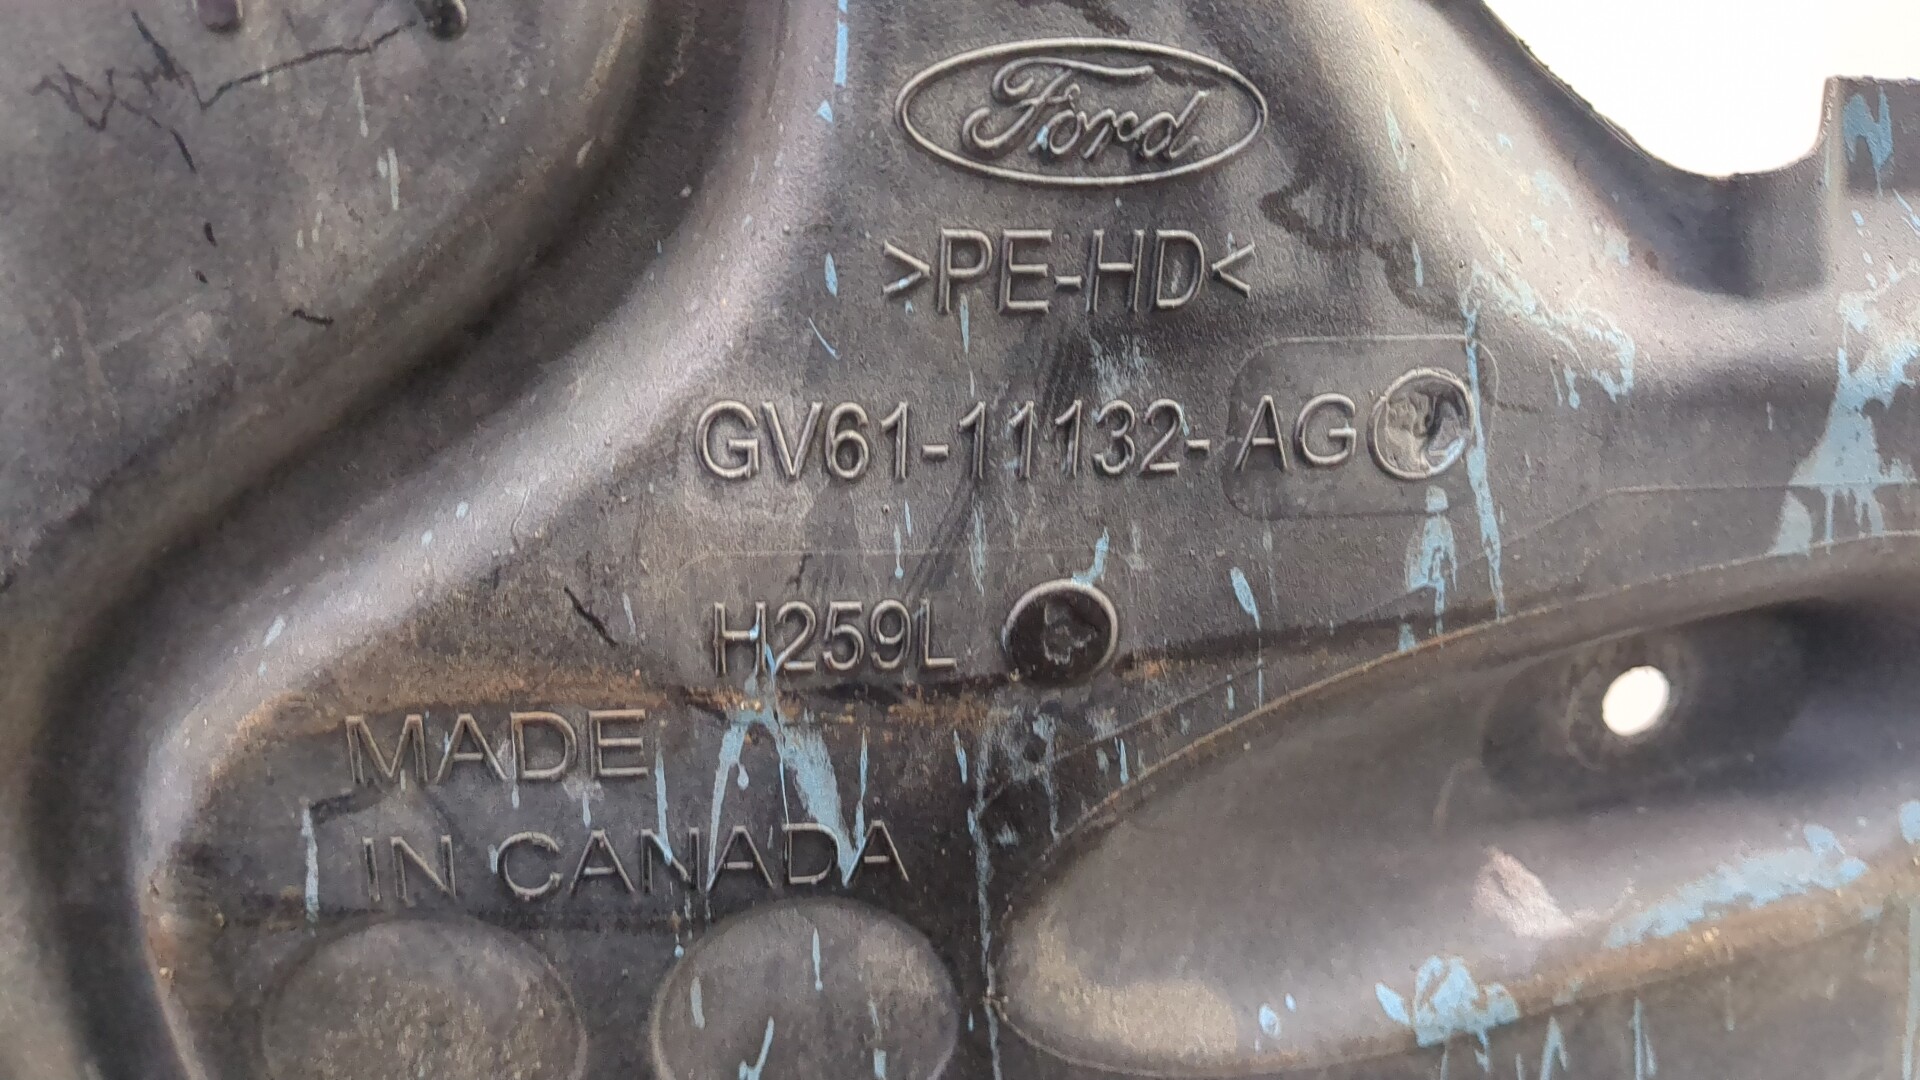 Ford
>PE-HD<
GV61-11132-AG
H259L
MADE
IN CANADA